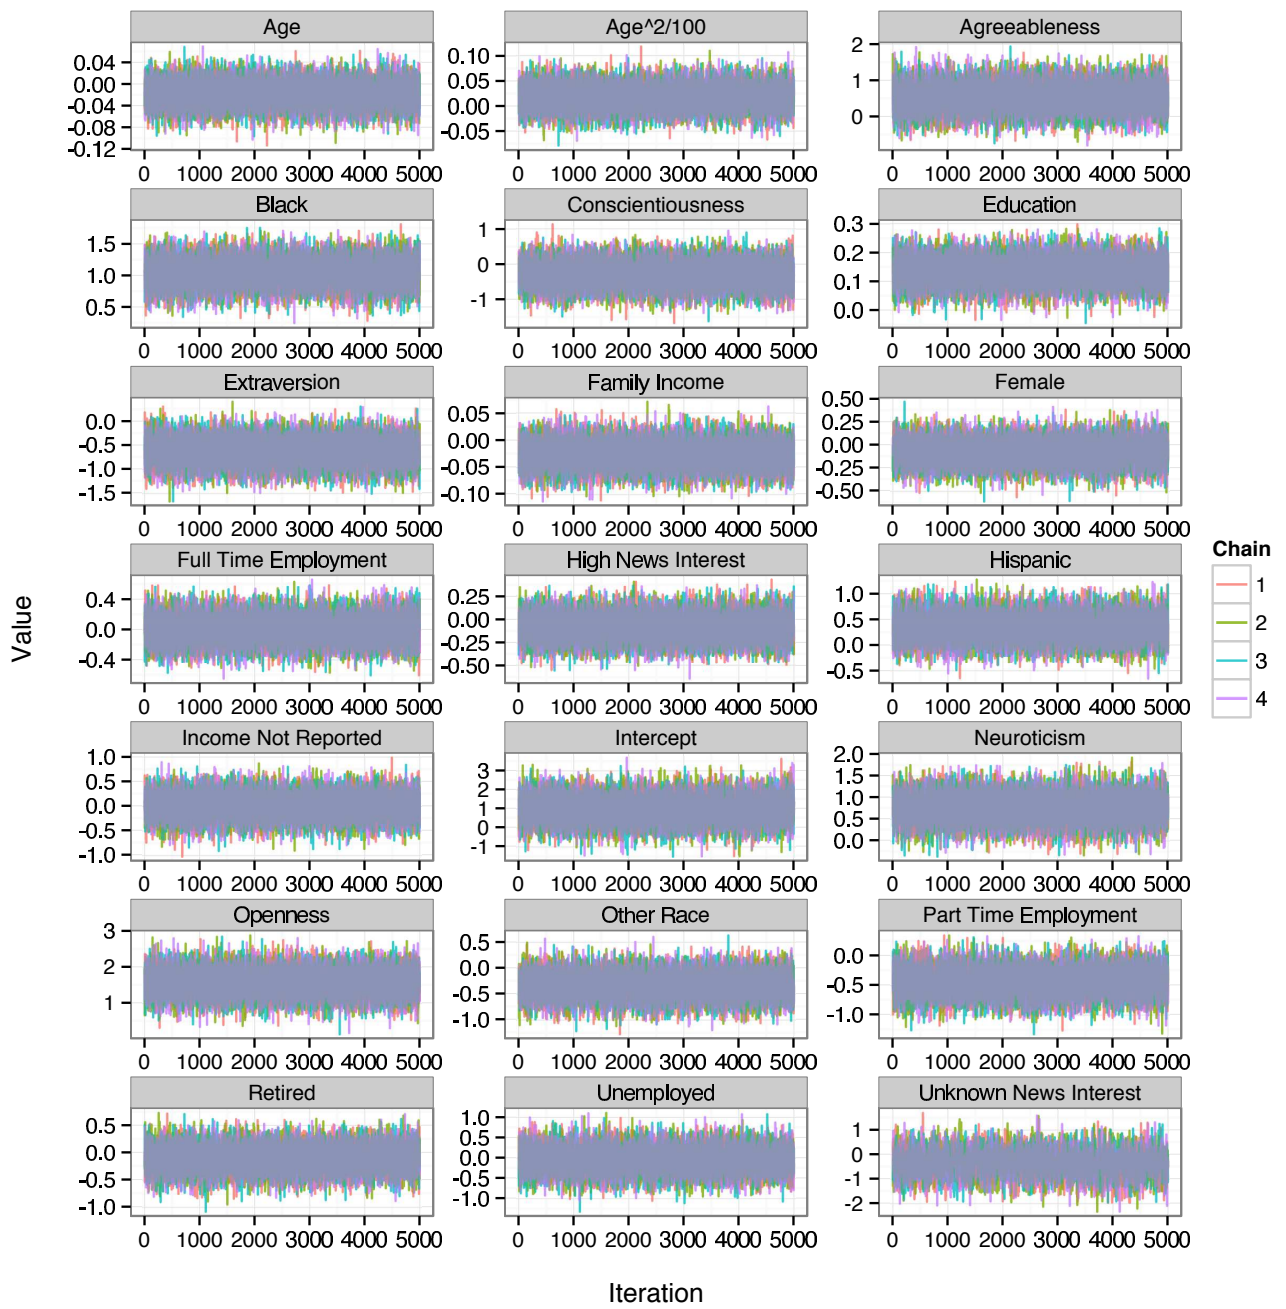 Age Age^2/100 Agreeableness
0.04 0.00 -0.04 -0.08 -0.12
0.10 0.05 0.00 -0.05
2 1 0
0 1000 2000 3000 4000 5000 0 1000 2000 3000 4000 5000 0 1000 2000 3000 4000 5000
Black Conscientiousness Education
1.5 1.0 0.5
1 0 -1
0.3 0.2 0.1 0.0
0 1000 2000 3000 4000 5000 0 1000 2000 3000 4000 5000 0 1000 2000 3000 4000 5000
Extraversion Family Income Female
0.0 -0.5 -1.0 -1.5
0.05 0.00 -0.05 -0.10
0.50 0.25 0.00 -0.25 -0.50
0 1000 2000 3000 4000 5000 0 1000 2000 3000 4000 5000 0 1000 2000 3000 4000 5000
Full Time Employment High News Interest Hispanic
0.4 0.0 -0.4
0.25 0.00 -0.25 -0.50
1.0 0.5 0.0 -0.5
0 1000 2000 3000 4000 5000 0 1000 2000 3000 4000 5000 0 1000 2000 3000 4000 5000
Income Not Reported Intercept Neuroticism
1.0 0.5 0.0 -0.5 -1.0
3 2 1 0 -1
2.0 1.5 1.0 0.5 0.0
0 1000 2000 3000 4000 5000 0 1000 2000 3000 4000 5000 0 1000 2000 3000 4000 5000
Openness Other Race Part Time Employment
3 2 1
0.5 0.0 -0.5 -1.0
0.0 -0.5 -1.0
0 1000 2000 3000 4000 5000 0 1000 2000 3000 4000 5000 0 1000 2000 3000 4000 5000
Retired Unemployed Unknown News Interest
0.5 0.0 -0.5 -1.0
1.0 0.5 0.0 -0.5 -1.0
1 0 -1 -2
0 1000 2000 3000 4000 5000 0 1000 2000 3000 4000 5000 0 1000 2000 3000 4000 5000
Value
Iteration
Chain
1
2
3
4